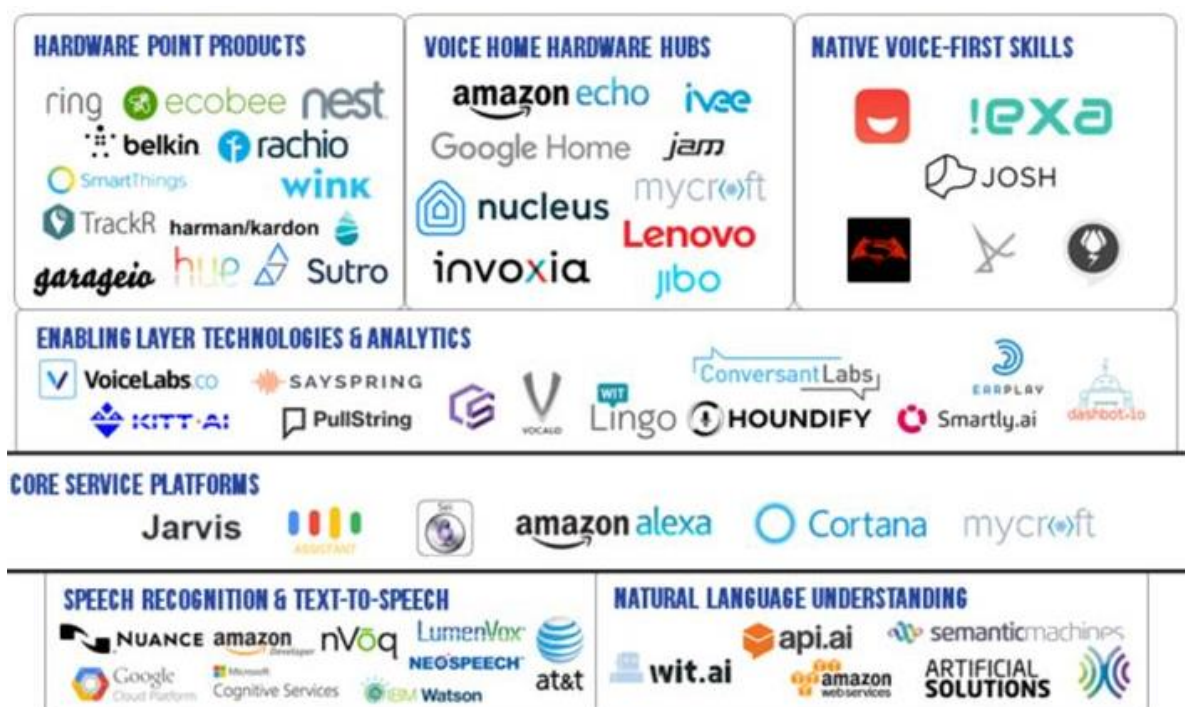 HARDWARE POINT PRODUCTS
ring ecobee nest
belkin rachio
SmartThings wink
TrackR harman/kardon
garageio hue Sutro
VOICE HOME HARDWARE HUBS
amazon echo ivee
Google Home jam
nucleus mycroft
Lenovo
invoxia Jibo
NATIVE VOICE-FIRST SKILLS
!exa
JOSH
ENABLING LAYER TECHNOLOGIES & ANALYTICS
VoiceLabs.co SAYSPRING ConversantLabs EARPLAY
KITT·AI PullString VOCALID WIT Lingo HOUNDIFY Smartly.ai dashbot.io
CORE SERVICE PLATFORMS
Jarvis ASSISTANT Siri amazon alexa Cortana mycroft
SPEECH RECOGNITION & TEXT-TO-SPEECH
NUANCE amazon Developer nVoq LumenVox
NEOSPEECH
Google Cloud Platform Microsoft Cognitive Services IBM Watson at&t
NATURAL LANGUAGE UNDERSTANDING
api.ai semanticmachines
wit.ai amazon webservices ARTIFICIAL SOLUTIONS